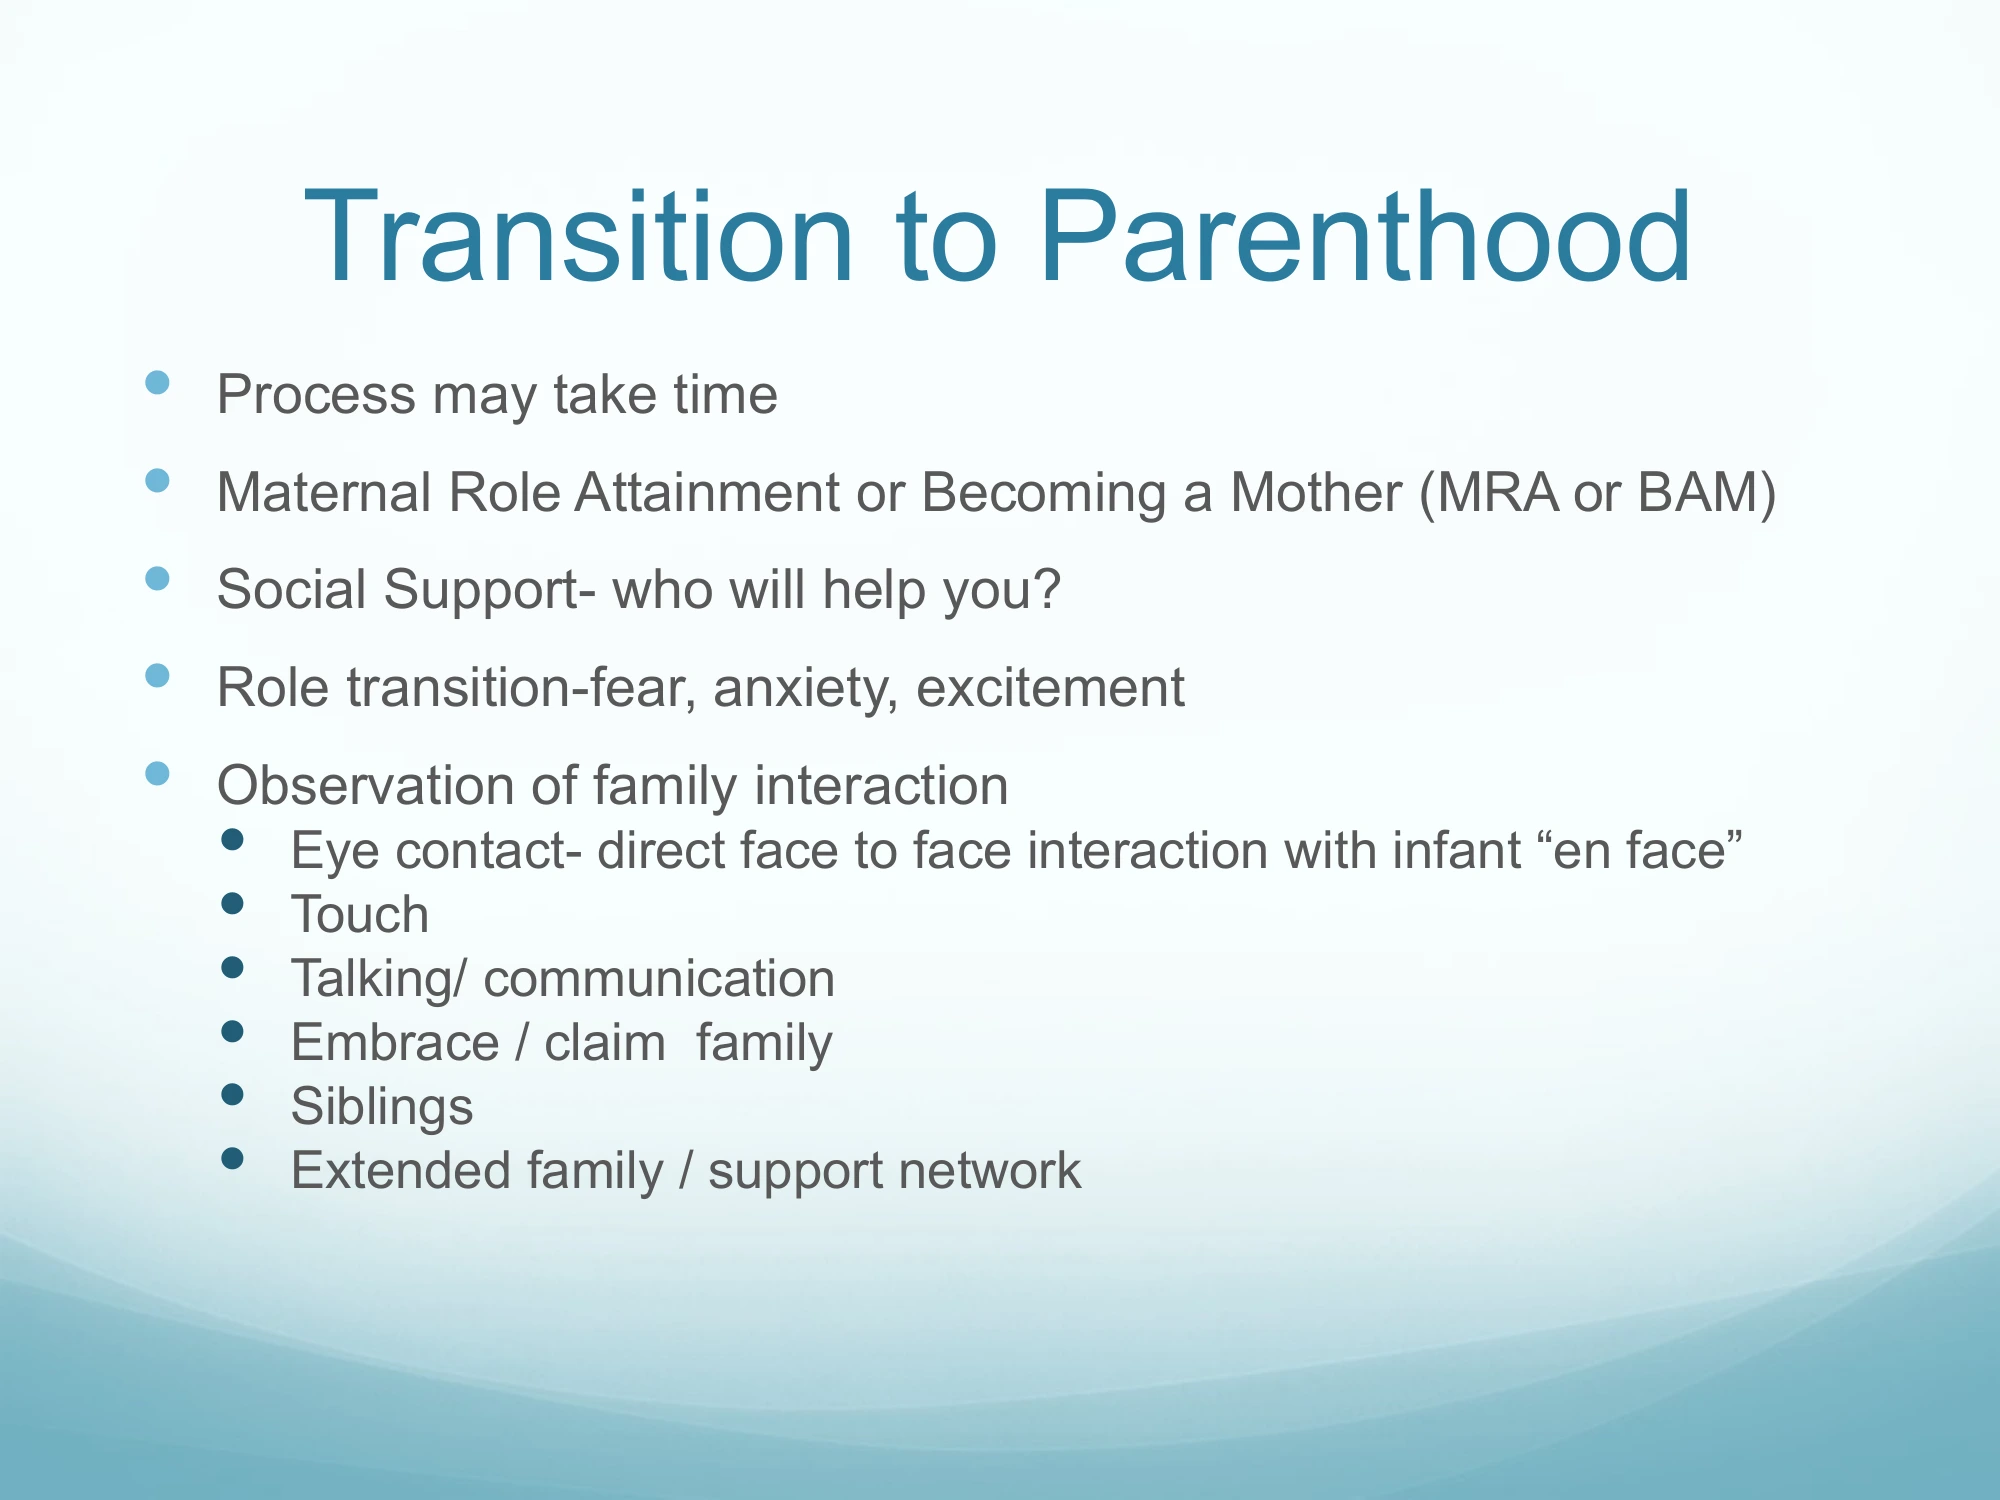 Transition to Parenthood
Process may take time
Maternal Role Attainment or Becoming a Mother (MRA or BAM)
Social Support- who will help you?
Role transition-fear, anxiety, excitement
Observation of family interaction
Eye contact- direct face to face interaction with infant “en face”
Touch
Talking/ communication
Embrace / claim  family
Siblings
Extended family / support network